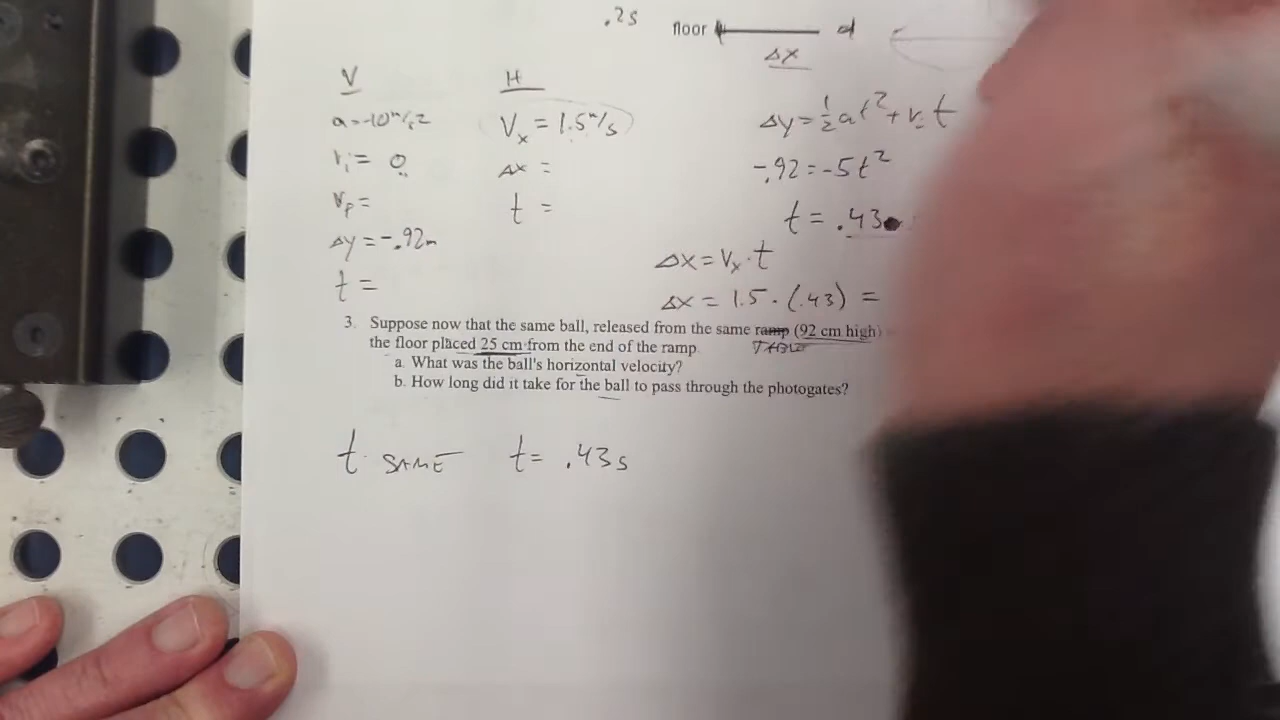 .2s floor d
Δx
V H
a=-10m/s2 Vx = 1.5m/s Δy=½at²+vit
vi= 0 Δx = -.92=-5t²
vf= t = t = .43
Δy=-.92m Δx=Vx·t
t = Δx = 1.5·(.43) =
3. Suppose now that the same ball, released from the same ramp (92 cm high)
the floor placed 25 cm from the end of the ramp TABLE
a. What was the ball's horizontal velocity?
b. How long did it take for the ball to pass through the photogates?
t SAME t= .43s